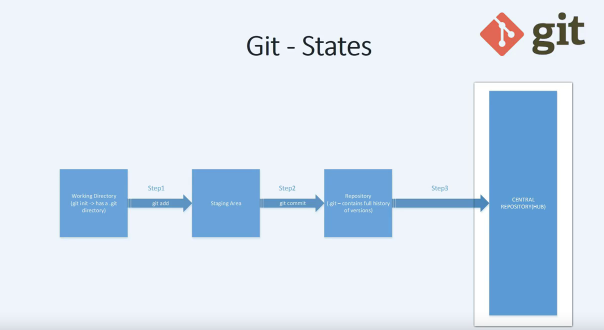 Git - States
git
Working Directory
(git init -> has a .git
directory)
Step1
git add
Staging Area
Step2
git commit
Repository
( git – contains full history
of versions)
Step3
CENTRAL
REPOSITORY(HUB)